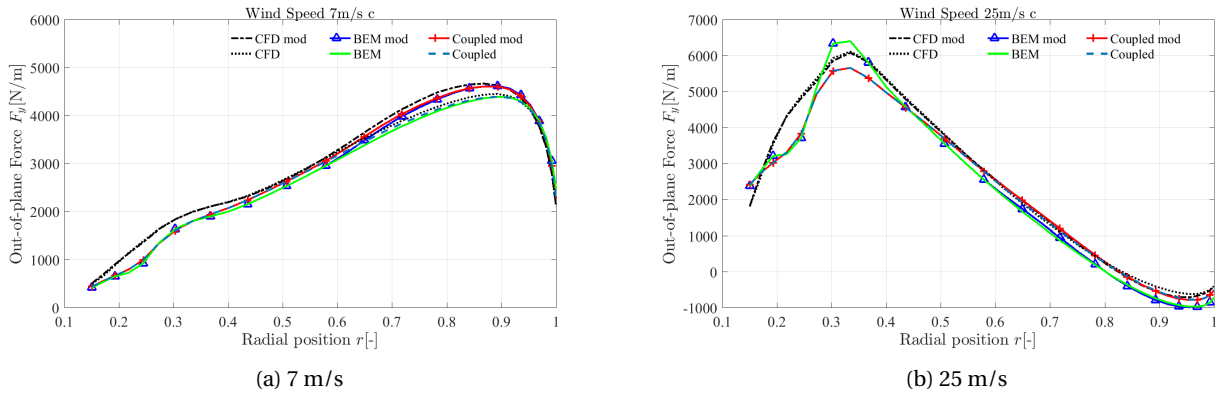 Wind Speed 7m/s c
CFD mod BEM mod Coupled mod
CFD BEM Coupled
6000
5000
4000
3000
2000
1000
0
Out-of-plane Force F_y[N/m]
0.1 0.2 0.3 0.4 0.5 0.6 0.7 0.8 0.9 1
Radial position r[-]
(a) 7 m/s
Wind Speed 25m/s c
CFD mod BEM mod Coupled mod
CFD BEM Coupled
7000
6000
5000
4000
3000
2000
1000
0
-1000
Out-of-plane Force F_y[N/m]
0.1 0.2 0.3 0.4 0.5 0.6 0.7 0.8 0.9 1
Radial position r[-]
(b) 25 m/s